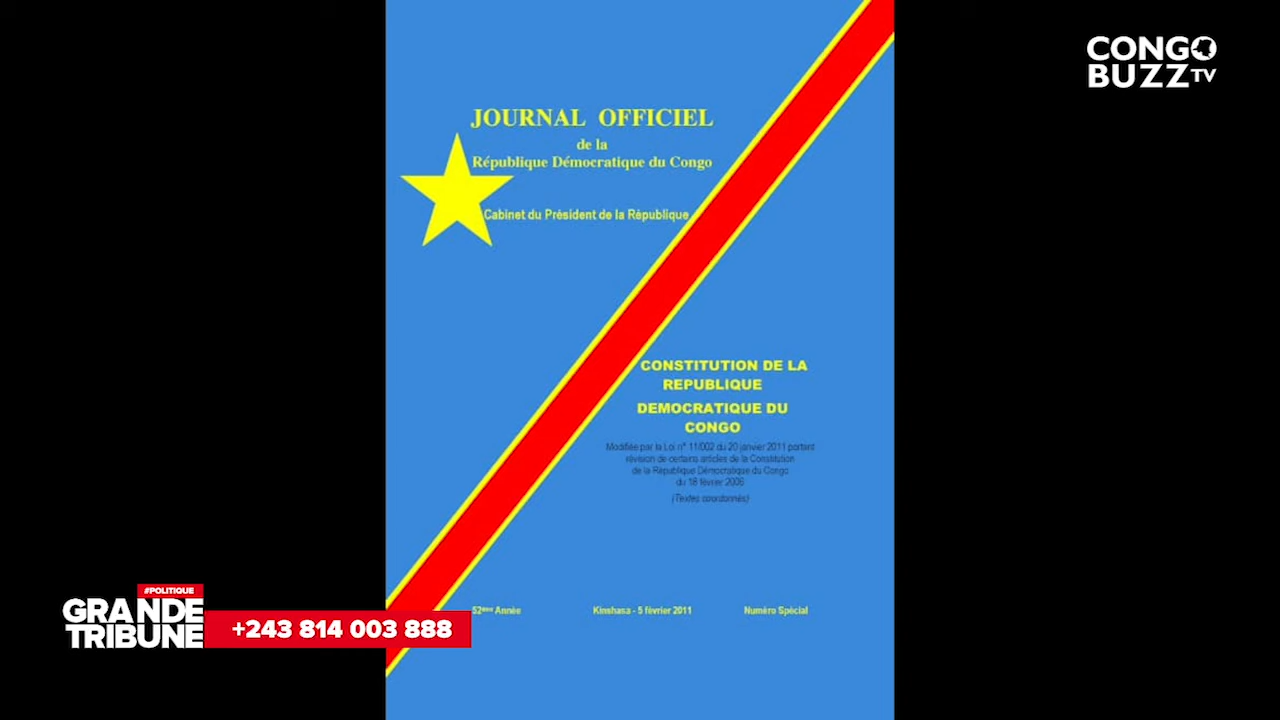 CONGO
BUZZ TV
JOURNAL OFFICIEL
de la
République Démocratique du Congo
Cabinet du Président de la République
CONSTITUTION DE LA
REPUBLIQUE
DEMOCRATIQUE DU
CONGO
Modifiée par la Loi n° 11/002 du 20 janvier 2011 portant
révision de certains articles de la Constitution
de la République Démocratique du Congo
du 18 février 2006
(Textes coordonnés)
52ème Année Kinshasa - 5 février 2011 Numéro Spécial
#POLITIQUE
GRANDE
TRIBUNE
+243 814 003 888